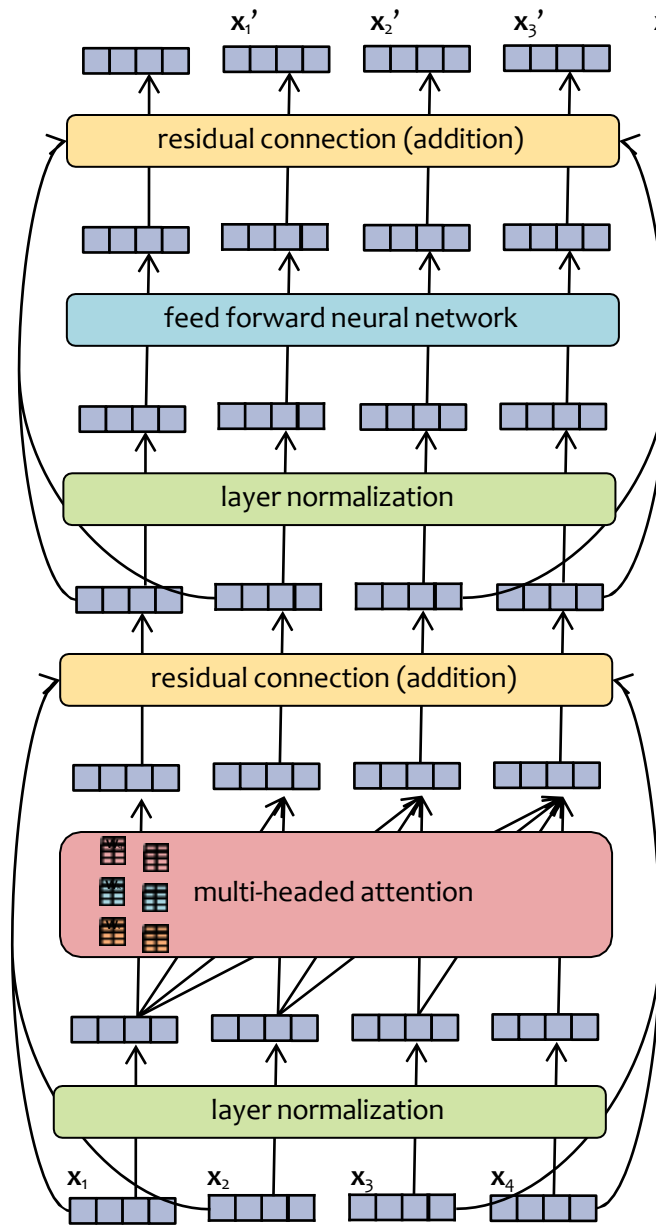 x₁’ x₂’ x₃’
residual connection (addition)
feed forward neural network
layer normalization
residual connection (addition)
multi-headed attention
layer normalization
x₁ x₂ x₃ x₄